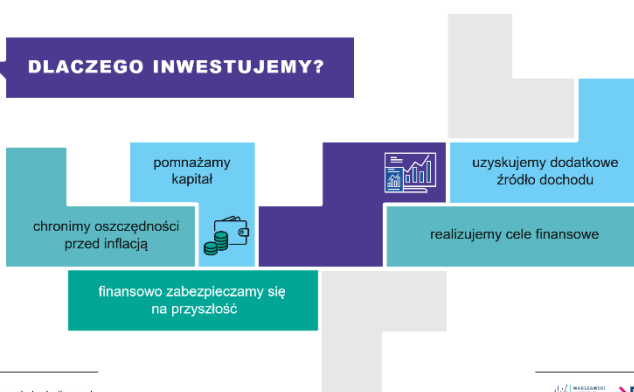 DLACZEGO INWESTUJEMY?
pomnażamy
kapitał
uzyskujemy dodatkowe
źródło dochodu
chronimy oszczędności
przed inflacją
realizujemy cele finansowe
finansowo zabezpieczamy się
na przyszłość
WARSZAWSKI